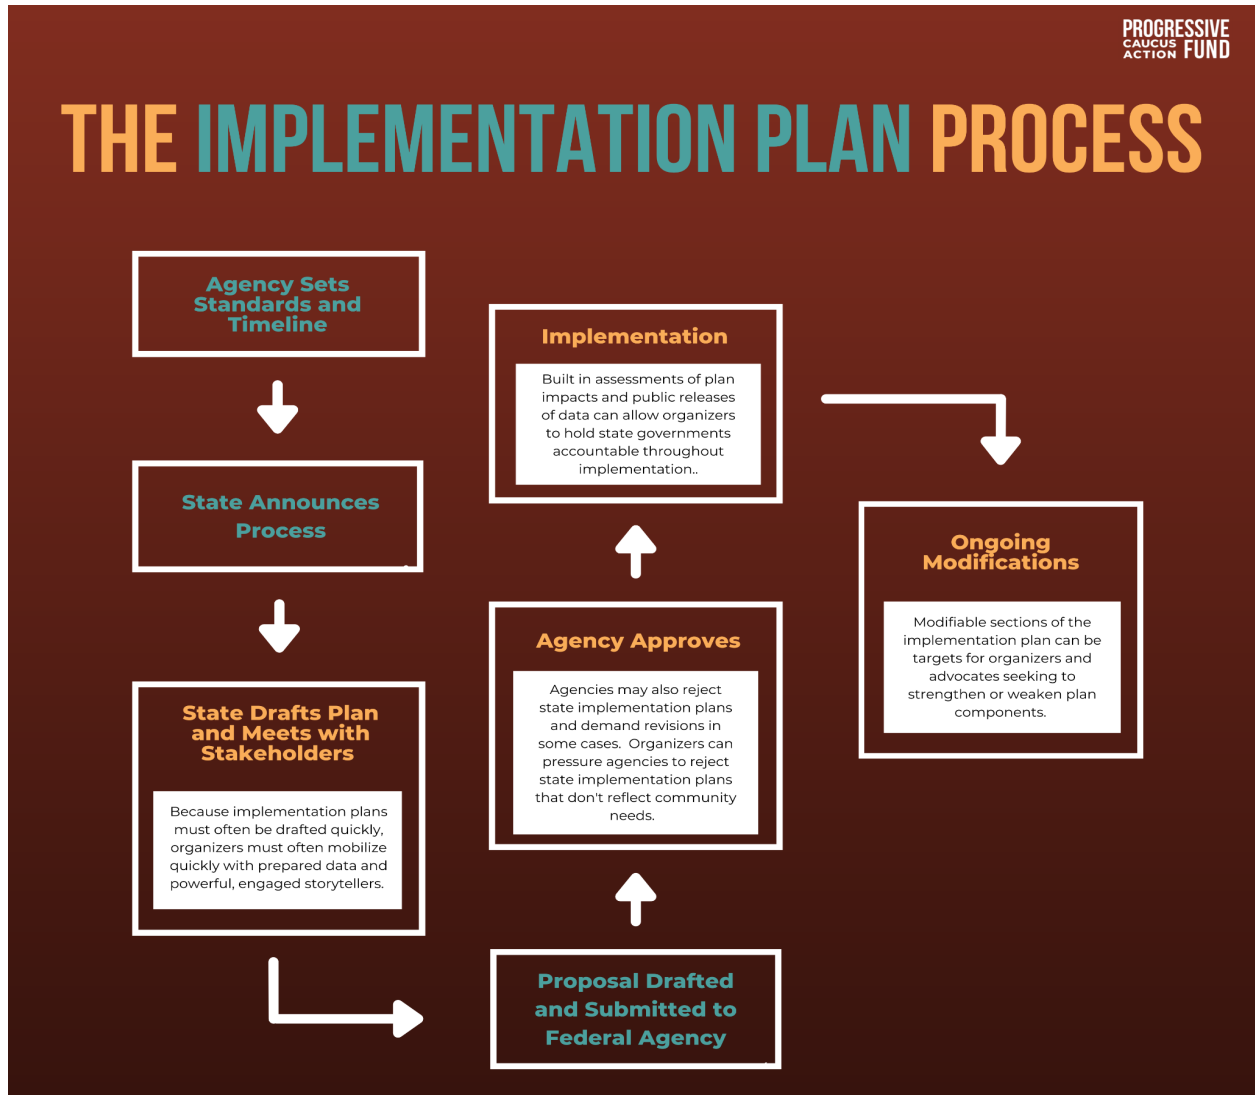 PROGRESSIVE
CAUCUS
ACTION FUND
THE IMPLEMENTATION PLAN PROCESS
Agency Sets
Standards and
Timeline
State Announces
Process
State Drafts Plan
and Meets with
Stakeholders
Because implementation plans
must often be drafted quickly,
organizers must often mobilize
quickly with prepared data and
powerful, engaged storytellers.
Proposal Drafted
and Submitted to
Federal Agency
Agency Approves
Agencies may also reject
state implementation plans
and demand revisions in
some cases.  Organizers can
pressure agencies to reject
state implementation plans
that don't reflect community
needs.
Implementation
Built in assessments of plan
impacts and public releases
of data can allow organizers
to hold state governments
accountable throughout
implementation..
Ongoing
Modifications
Modifiable sections of the
implementation plan can be
targets for organizers and
advocates seeking to
strengthen or weaken plan
components.